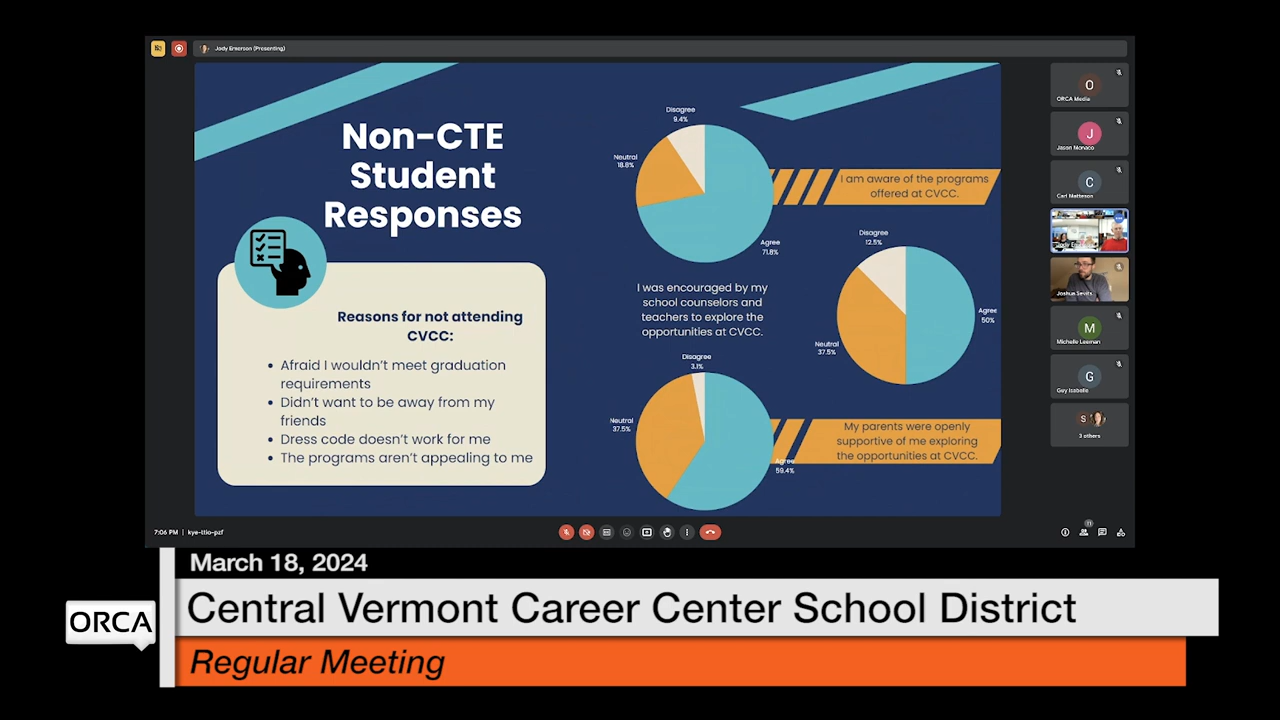 Jody Emerson (Presenting)
Non-CTE
Student
Responses
Reasons for not attending
CVCC:
Afraid I wouldn't meet graduation
requirements
Didn't want to be away from my
friends
Dress code doesn't work for me
The programs aren't appealing to me
Disagree
9.4%
Neutral
18.8%
Agree
71.8%
I am aware of the programs
offered at CVCC.
I was encouraged by my
school counselors and
teachers to explore the
opportunities at CVCC.
Disagree
12.5%
Agree
50%
Neutral
37.5%
Disagree
3.1%
Neutral
37.5%
Agree
59.4%
My parents were openly
supportive of me exploring
the opportunities at CVCC.
O
ORCA Media
J
Jason Monaco
C
Carl Matteson
Joshua Sevits
M
Michelle Leeman
G
Guy Isabelle
S
3 others
7:06 PM | kye-ttio-pzf
11
March 18, 2024
ORCA
Central Vermont Career Center School District
Regular Meeting